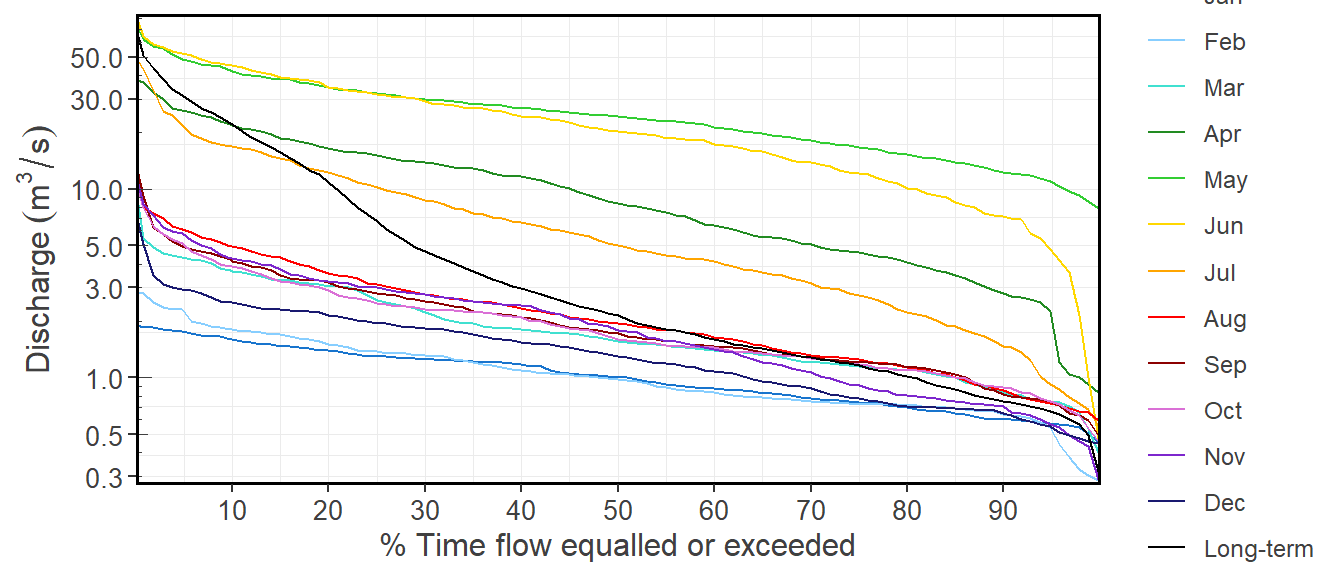 Jan
50.0
30.0
10.0
5.0
3.0
1.0
0.5
0.3
Discharge (m³/s)
10 20 30 40 50 60 70 80 90
% Time flow equalled or exceeded
Feb
Mar
Apr
May
Jun
Jul
Aug
Sep
Oct
Nov
Dec
Long-term